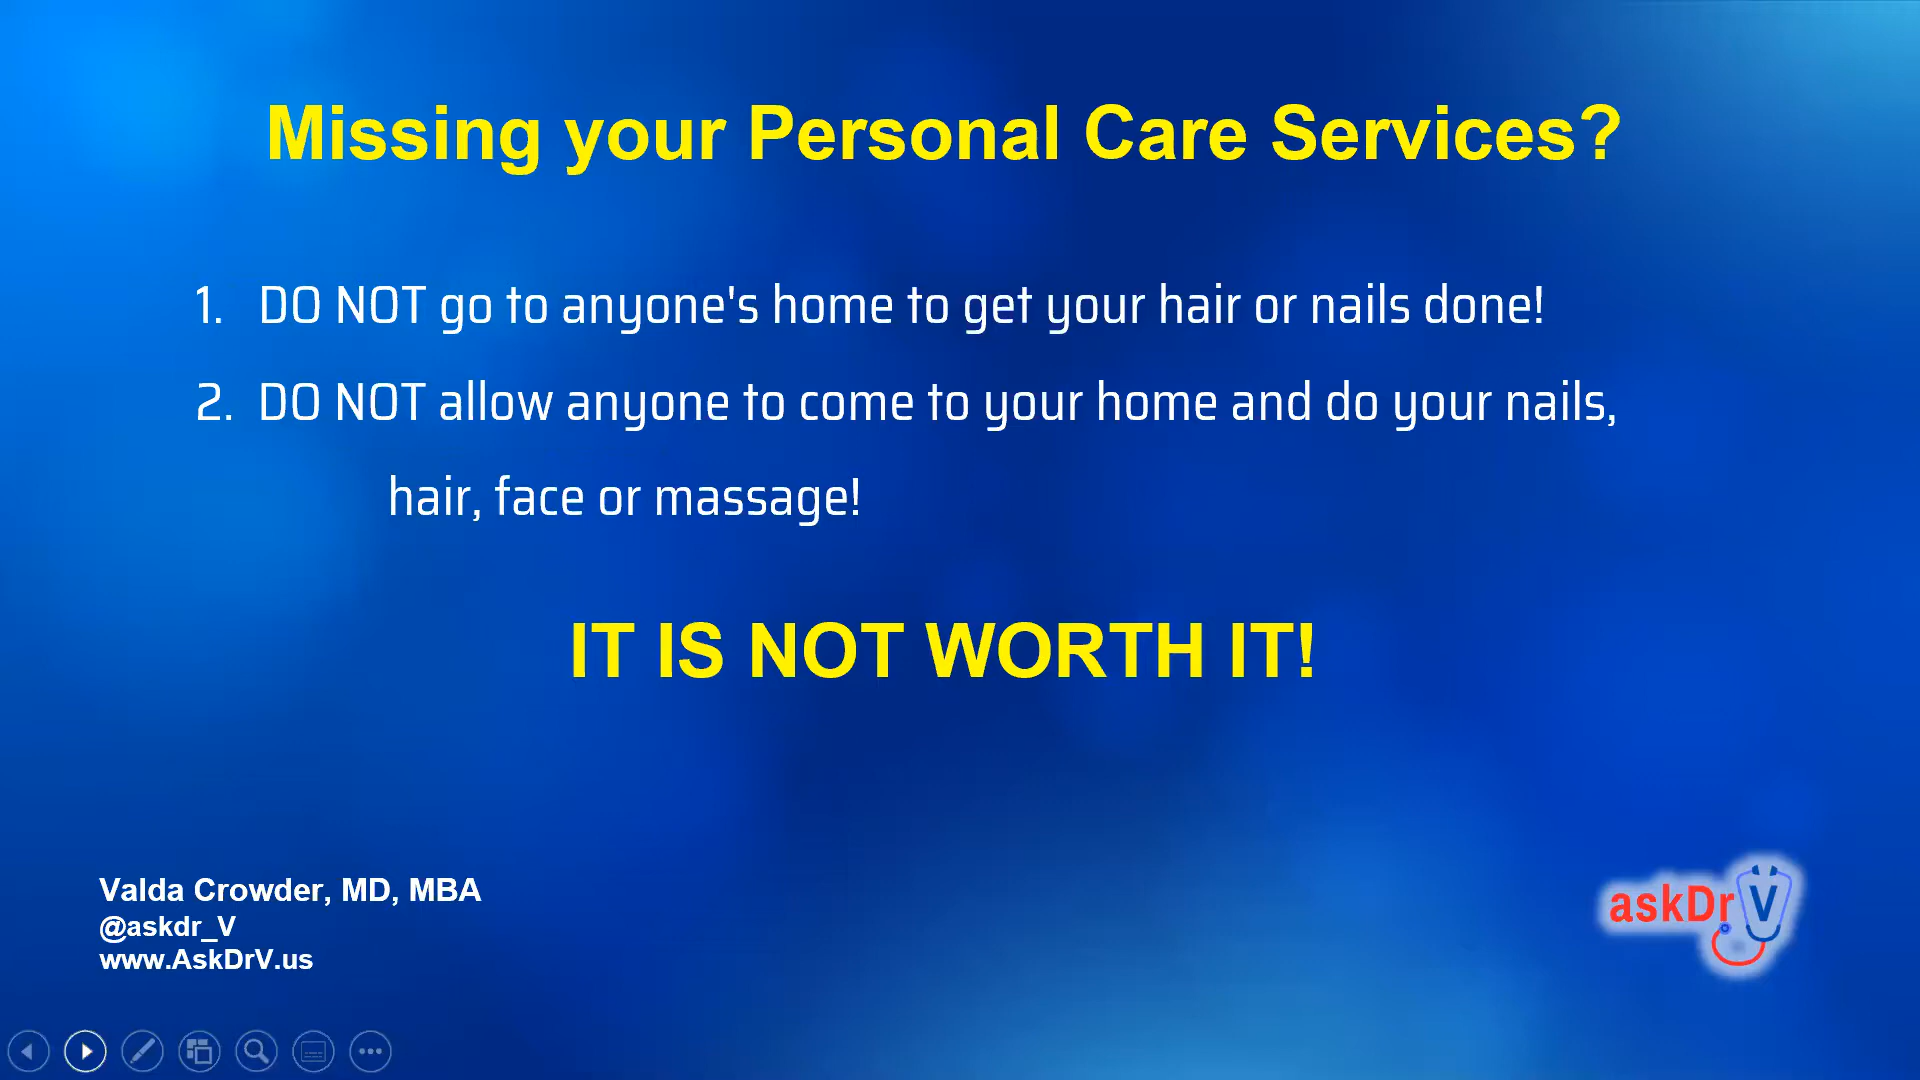 Missing your Personal Care Services?
1. DO NOT go to anyone's home to get your hair or nails done!
2. DO NOT allow anyone to come to your home and do your nails,
hair, face or massage!
IT IS NOT WORTH IT!
Valda Crowder, MD, MBA
@askdr_V
www.AskDrV.us
askDrV